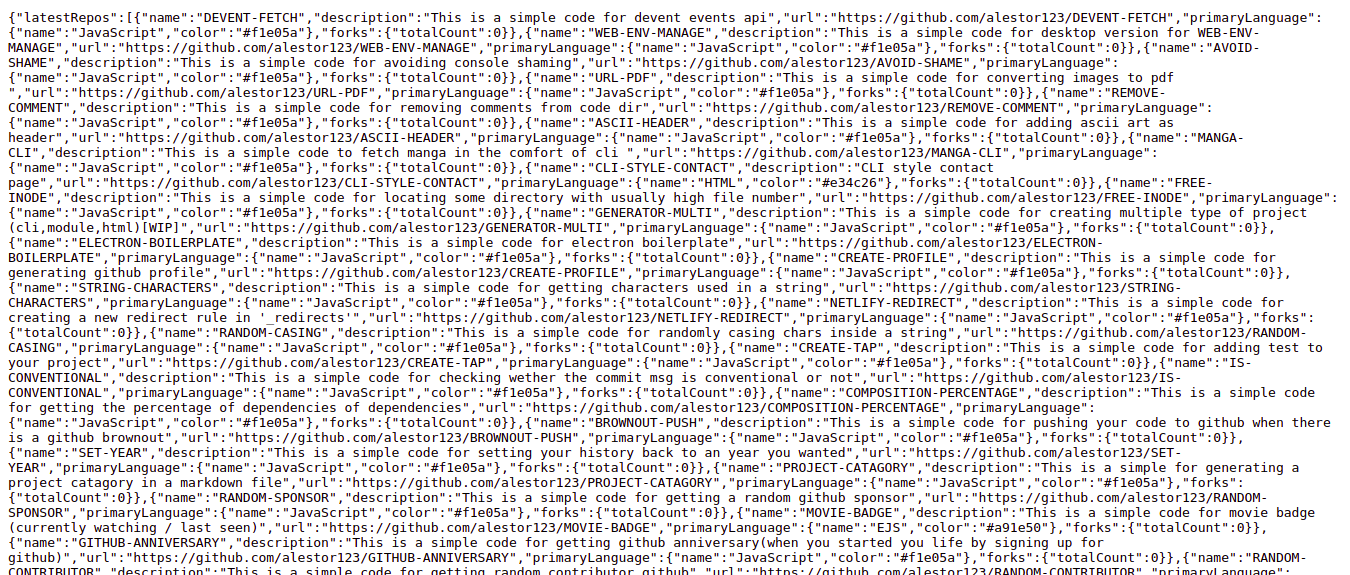 {"latestRepos":[{"name":"DEVENT-FETCH","description":"This is a simple code for devent events api","url":"https://github.com/alestor123/DEVENT-FETCH","primaryLanguage":
{"name":"JavaScript","color":"#f1e05a"},"forks":{"totalCount":0}},{"name":"WEB-ENV-MANAGE","description":"This is a simple code for desktop version for WEB-ENV-
MANAGE","url":"https://github.com/alestor123/WEB-ENV-MANAGE","primaryLanguage":{"name":"JavaScript","color":"#f1e05a"},"forks":{"totalCount":0}},{"name":"AVOID-
SHAME","description":"This is a simple code for avoiding console shaming","url":"https://github.com/alestor123/AVOID-SHAME","primaryLanguage":
{"name":"JavaScript","color":"#f1e05a"},"forks":{"totalCount":0}},{"name":"URL-PDF","description":"This is a simple code for converting images to pdf
","url":"https://github.com/alestor123/URL-PDF","primaryLanguage":{"name":"JavaScript","color":"#f1e05a"},"forks":{"totalCount":0}},{"name":"REMOVE-
COMMENT","description":"This is a simple code for removing comments from code dir","url":"https://github.com/alestor123/REMOVE-COMMENT","primaryLanguage":
{"name":"JavaScript","color":"#f1e05a"},"forks":{"totalCount":0}},{"name":"ASCII-HEADER","description":"This is a simple code for adding ascii art as
header","url":"https://github.com/alestor123/ASCII-HEADER","primaryLanguage":{"name":"JavaScript","color":"#f1e05a"},"forks":{"totalCount":0}},{"name":"MANGA-
CLI","description":"This is a simple code to fetch manga in the comfort of cli ","url":"https://github.com/alestor123/MANGA-CLI","primaryLanguage":
{"name":"JavaScript","color":"#f1e05a"},"forks":{"totalCount":0}},{"name":"CLI-STYLE-CONTACT","description":"CLI style contact
page","url":"https://github.com/alestor123/CLI-STYLE-CONTACT","primaryLanguage":{"name":"HTML","color":"#e34c26"},"forks":{"totalCount":0}},{"name":"FREE-
INODE","description":"This is a simple code for locating some directory with usually high file number","url":"https://github.com/alestor123/FREE-INODE","primaryLanguage":
{"name":"JavaScript","color":"#f1e05a"},"forks":{"totalCount":0}},{"name":"GENERATOR-MULTI","description":"This is a simple code for creating multiple type of project
(cli,module,html)[WIP]","url":"https://github.com/alestor123/GENERATOR-MULTI","primaryLanguage":{"name":"JavaScript","color":"#f1e05a"},"forks":{"totalCount":0}},
{"name":"ELECTRON-BOILERPLATE","description":"This is a simple code for electron boilerplate","url":"https://github.com/alestor123/ELECTRON-
BOILERPLATE","primaryLanguage":{"name":"JavaScript","color":"#f1e05a"},"forks":{"totalCount":0}},{"name":"CREATE-PROFILE","description":"This is a simple code for
generating github profile","url":"https://github.com/alestor123/CREATE-PROFILE","primaryLanguage":{"name":"JavaScript","color":"#f1e05a"},"forks":{"totalCount":0}},
{"name":"STRING-CHARACTERS","description":"This is a simple code for getting characters used in a string","url":"https://github.com/alestor123/STRING-
CHARACTERS","primaryLanguage":{"name":"JavaScript","color":"#f1e05a"},"forks":{"totalCount":0}},{"name":"NETLIFY-REDIRECT","description":"This is a simple code for
creating a new redirect rule in '_redirects'","url":"https://github.com/alestor123/NETLIFY-REDIRECT","primaryLanguage":{"name":"JavaScript","color":"#f1e05a"},"forks":
{"totalCount":0}},{"name":"RANDOM-CASING","description":"This is a simple code for randomly casing chars inside a string","url":"https://github.com/alestor123/RANDOM-
CASING","primaryLanguage":{"name":"JavaScript","color":"#f1e05a"},"forks":{"totalCount":0}},{"name":"CREATE-TAP","description":"This is a simple code for adding test to
your project","url":"https://github.com/alestor123/CREATE-TAP","primaryLanguage":{"name":"JavaScript","color":"#f1e05a"},"forks":{"totalCount":0}},{"name":"IS-
CONVENTIONAL","description":"This is a simple code for checking wether the commit msg is conventional or not","url":"https://github.com/alestor123/IS-
CONVENTIONAL","primaryLanguage":{"name":"JavaScript","color":"#f1e05a"},"forks":{"totalCount":0}},{"name":"COMPOSITION-PERCENTAGE","description":"This is a simple code
for getting the percentage of dependencies of dependencies","url":"https://github.com/alestor123/COMPOSITION-PERCENTAGE","primaryLanguage":
{"name":"JavaScript","color":"#f1e05a"},"forks":{"totalCount":0}},{"name":"BROWNOUT-PUSH","description":"This is a simple code for pushing your code to github when there
is a github brownout","url":"https://github.com/alestor123/BROWNOUT-PUSH","primaryLanguage":{"name":"JavaScript","color":"#f1e05a"},"forks":{"totalCount":0}},
{"name":"SET-YEAR","description":"This is a simple code for setting your history back to an year you wanted","url":"https://github.com/alestor123/SET-
YEAR","primaryLanguage":{"name":"JavaScript","color":"#f1e05a"},"forks":{"totalCount":0}},{"name":"PROJECT-CATAGORY","description":"This is a simple for generating a
project catagory in a markdown file","url":"https://github.com/alestor123/PROJECT-CATAGORY","primaryLanguage":{"name":"JavaScript","color":"#f1e05a"},"forks":
{"totalCount":0}},{"name":"RANDOM-SPONSOR","description":"This is a simple code for getting a random github sponsor","url":"https://github.com/alestor123/RANDOM-
SPONSOR","primaryLanguage":{"name":"JavaScript","color":"#f1e05a"},"forks":{"totalCount":0}},{"name":"MOVIE-BADGE","description":"This is a simple code for movie badge
(currently watching / last seen)","url":"https://github.com/alestor123/MOVIE-BADGE","primaryLanguage":{"name":"EJS","color":"#a91e50"},"forks":{"totalCount":0}},
{"name":"GITHUB-ANNIVERSARY","description":"This is a simple code for getting github anniversary(when you started you life by signing up for
github)","url":"https://github.com/alestor123/GITHUB-ANNIVERSARY","primaryLanguage":{"name":"JavaScript","color":"#f1e05a"},"forks":{"totalCount":0}},{"name":"RANDOM-
CONTRIBUTOR","description":"This is a simple code for getting random contributor github","url":"https://github.com/alestor123/RANDOM-CONTRIBUTOR","primaryLanguage":